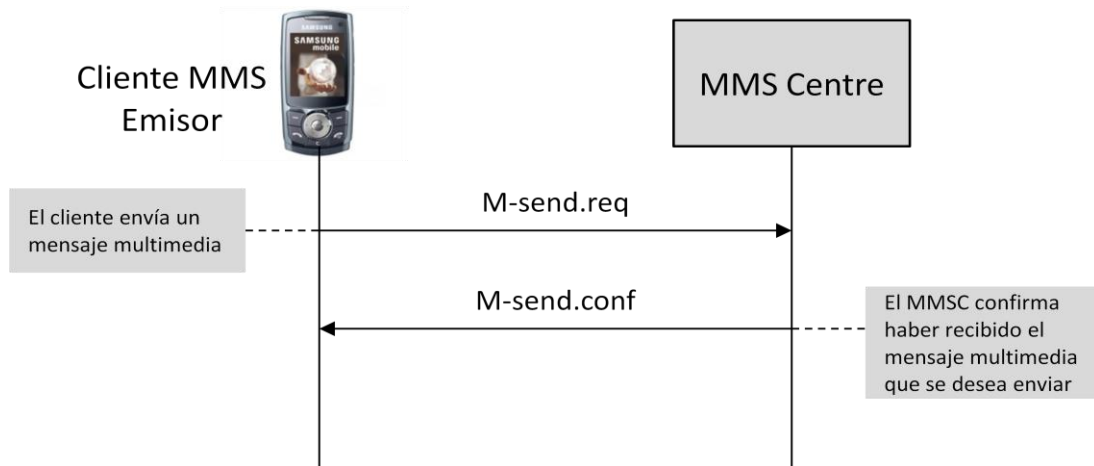 SAMSUNG
SAMSUNG
mobile
Cliente MMS
Emisor
MMS Centre
El cliente envía un
mensaje multimedia
M-send.req
M-send.conf
El MMSC confirma
haber recibido el
mensaje multimedia
que se desea enviar